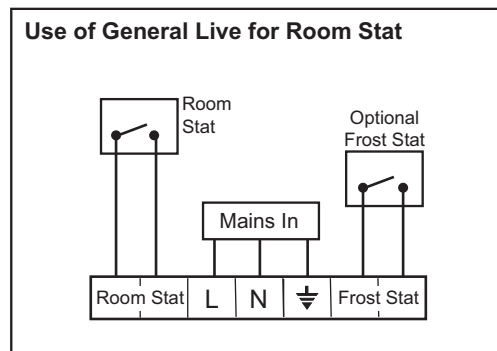 Use of General Live for Room Stat
Room
Stat
Optional
Frost Stat
Mains In
Room Stat L N Frost Stat